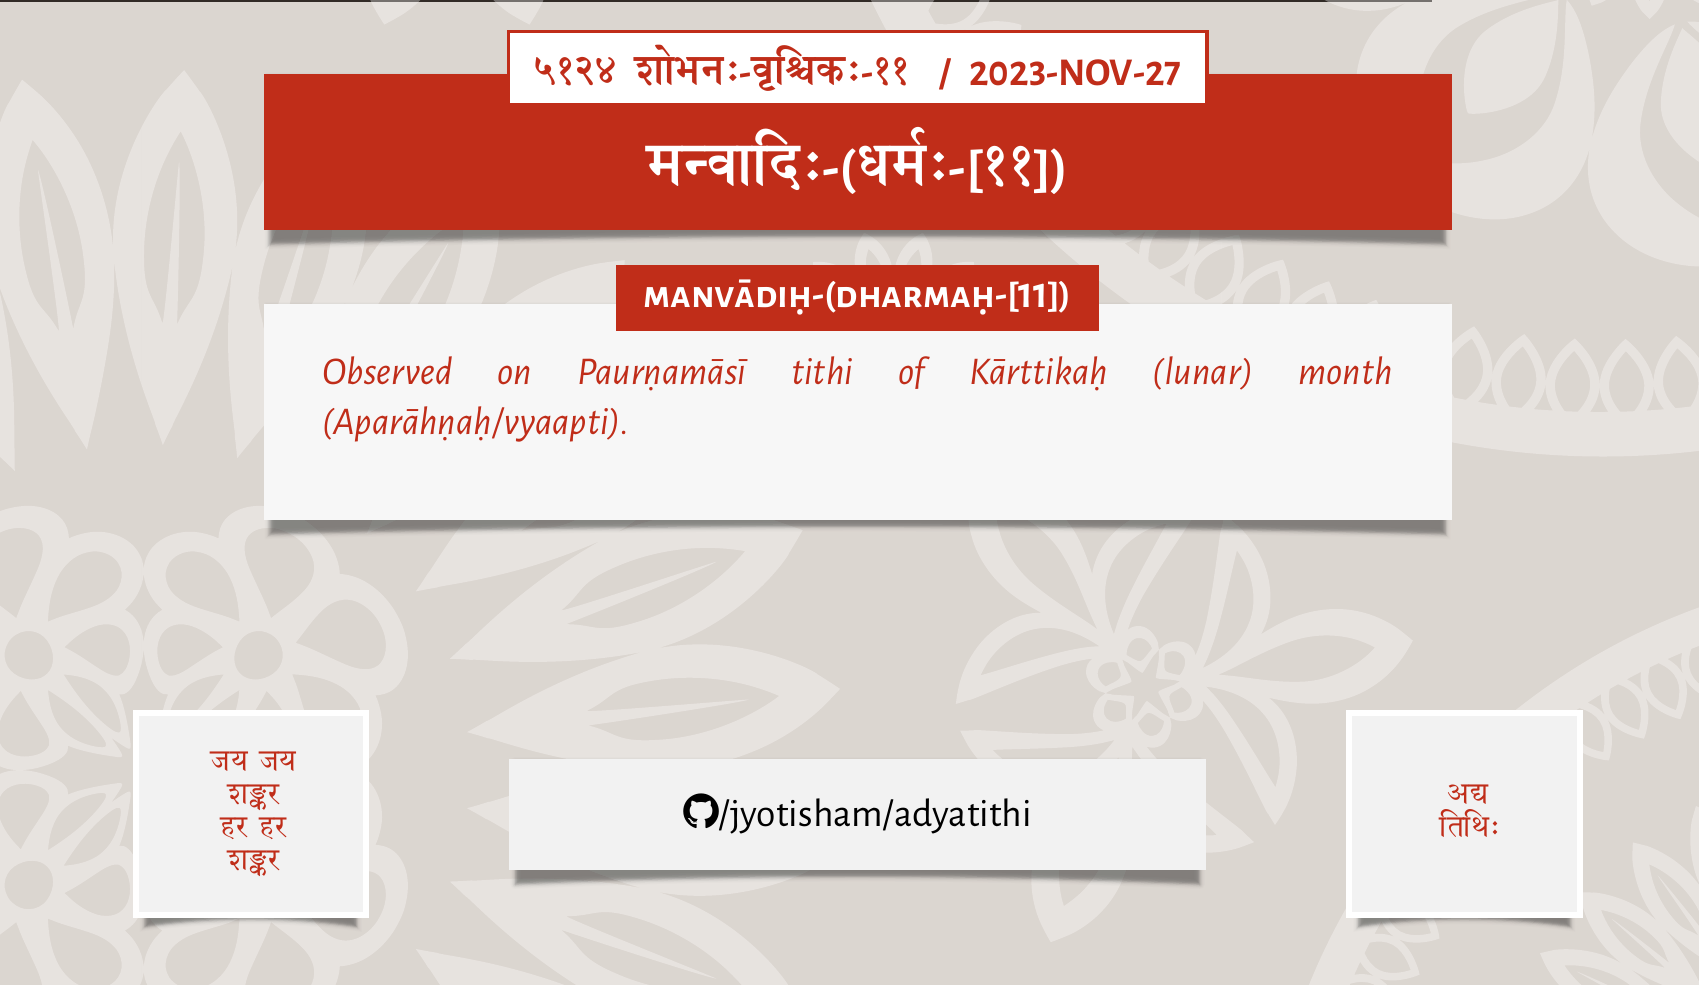 ५१२४ शोभनः-वृश्चिकः-११ / 2023-NOV-27
मन्वादिः-(धर्मः-[११])
MANVĀDIḤ-(DHARMAḤ-[11])
Observed on Paurṇamāsī tithi of Kārttikaḥ (lunar) month
(Aparāhṇaḥ/vyaapti).
जय जय
शङ्कर
हर हर
शङ्कर
/jyotisham/adyatithi
अद्य
तिथिः